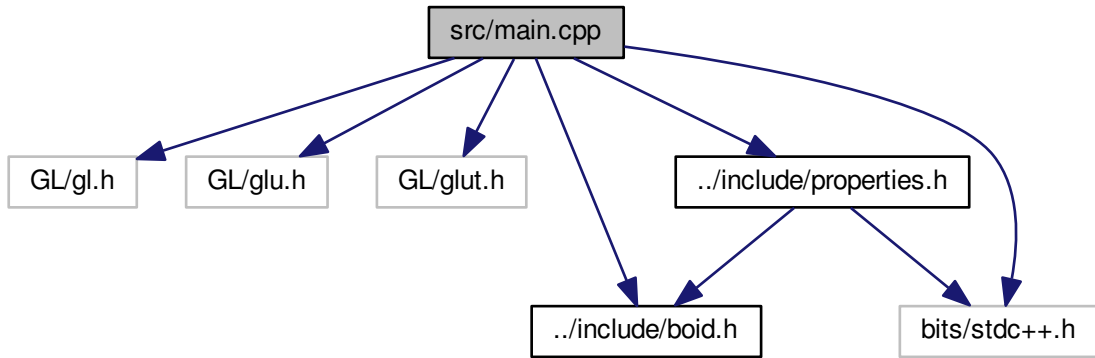 src/main.cpp
GL/gl.h
GL/glu.h
GL/glut.h
../include/properties.h
../include/boid.h
bits/stdc++.h